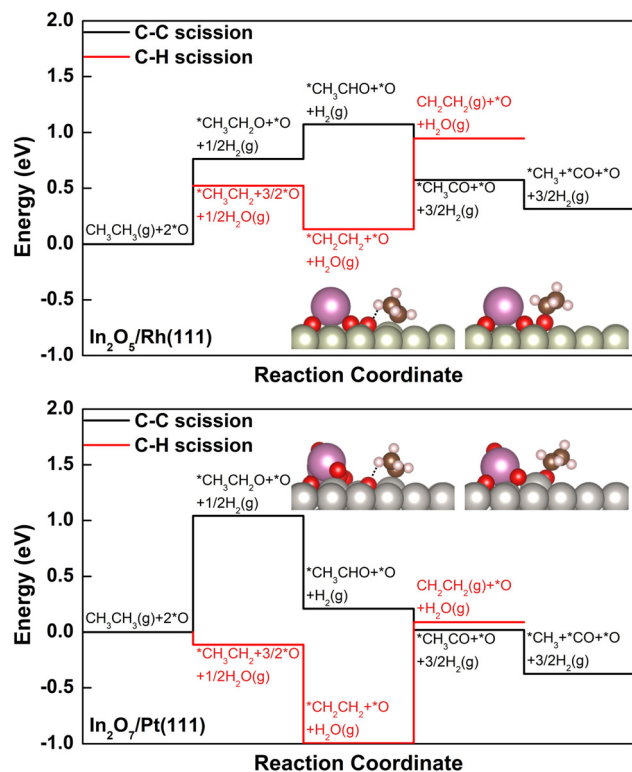 2.0
1.5
1.0
0.5
0.0
-0.5
-1.0
Energy (eV)
C-C scission
C-H scission
CH₃CH₃(g)+2*O
*CH₃CH₂O+*O
+1/2H₂(g)
*CH₃CHO+*O
+H₂(g)
CH₂CH₂(g)+*O
+H₂O(g)
*CH₃CH₂+3/2*O
+1/2H₂O(g)
*CH₂CH₂+*O
+H₂O(g)
*CH₃CO+*O
+3/2H₂(g)
*CH₃+*CO+*O
+3/2H₂(g)
In₂O₅/Rh(111)
Reaction Coordinate
2.0
1.5
1.0
0.5
0.0
-0.5
-1.0
Energy (eV)
C-C scission
C-H scission
CH₃CH₃(g)+2*O
*CH₃CH₂O+*O
+1/2H₂(g)
*CH₃CHO+*O
+H₂(g)
CH₂CH₂(g)+*O
+H₂O(g)
*CH₃CH₂+3/2*O
+1/2H₂O(g)
*CH₂CH₂+*O
+H₂O(g)
*CH₃CO+*O
+3/2H₂(g)
*CH₃+*CO+*O
+3/2H₂(g)
In₂O₇/Pt(111)
Reaction Coordinate